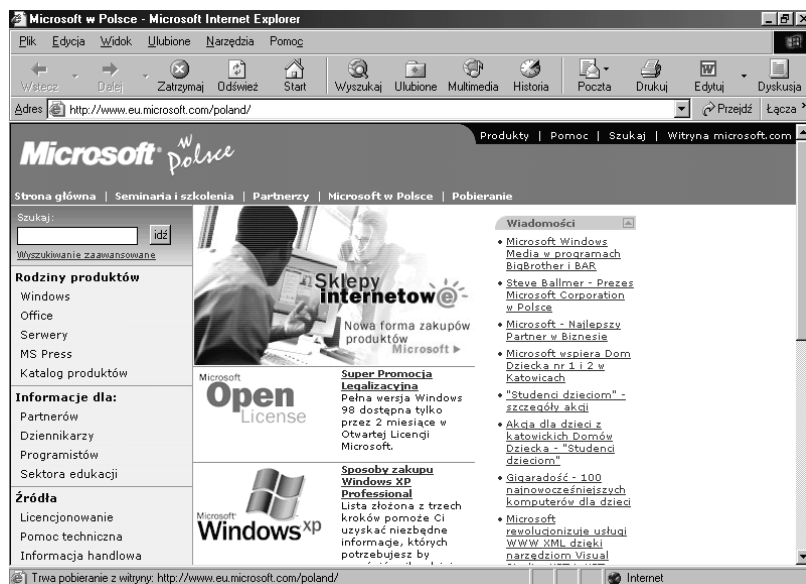 Microsoft w Polsce - Microsoft Internet Explorer
Plik Edycja Widok Ulubione Narzędzia Pomoc
Wstecz Dalej Zatrzymaj Odśwież Start Wyszukaj Ulubione Multimedia Historia Poczta Drukuj Edytuj Dyskusja
Adres http://www.eu.microsoft.com/poland/ Przejdź Łącza
Produkty | Pomoc | Szukaj | Witryna microsoft.com
Microsoft w Polsce
Strona główna | Seminaria i szkolenia | Partnerzy | Microsoft w Polsce | Pobieranie
Szukaj:
idź
Wyszukiwanie zaawansowane
Rodziny produktów
Windows
Office
Serwery
MS Press
Katalog produktów
Informacje dla:
Partnerów
Dziennikarzy
Programistów
Sektora edukacji
Źródła
Licencjonowanie
Pomoc techniczna
Informacja handlowa
Sklepy
internetowe
Nowa forma zakupów
produktów
Microsoft
Microsoft
Open
License
Super Promocja
Legalizacyjna
Pełna wersja Windows
98 dostępna tylko
przez 2 miesiące w
Otwartej Licencji
Microsoft.
Microsoft
Windows xp
Sposoby zakupu
Windows XP
Professional
Lista złożona z trzech
kroków pomoże Ci
uzyskać niezbędne
informacje, których
potrzebujesz by
Wiadomości
• Microsoft Windows
Media w programach
BigBrother i BAR
• Steve Ballmer - Prezes
Microsoft Corporation
w Polsce
• Microsoft - Najlepszy
Partner w Biznesie
• Microsoft wspiera Dom
Dziecka nr 1 i 2 w
Katowicach
• "Studenci dzieciom" -
szczegóły akcji
• Akcja dla dzieci z
katowickich Domów
Dziecka - "Studenci
dzieciom"
• Gigaradość - 100
najnowocześniejszych
komputerów dla dzieci
• Microsoft
rewolucjonizuje usługi
WWW XML dzięki
narzędziom Visual
Trwa pobieranie z witryny: http://www.eu.microsoft.com/poland/ Internet